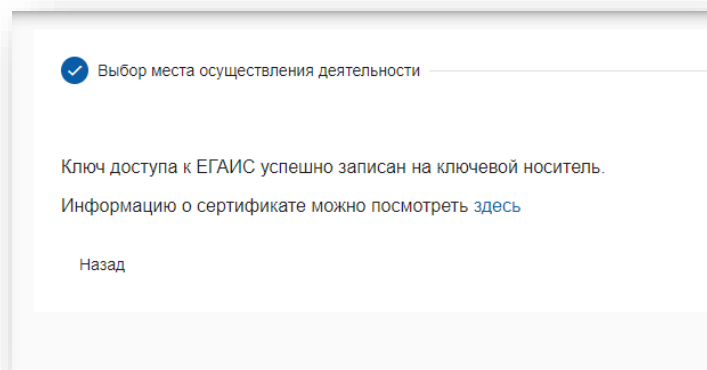 Выбор места осуществления деятельности
Ключ доступа к ЕГАИС успешно записан на ключевой носитель.
Информацию о сертификате можно посмотреть здесь
Назад